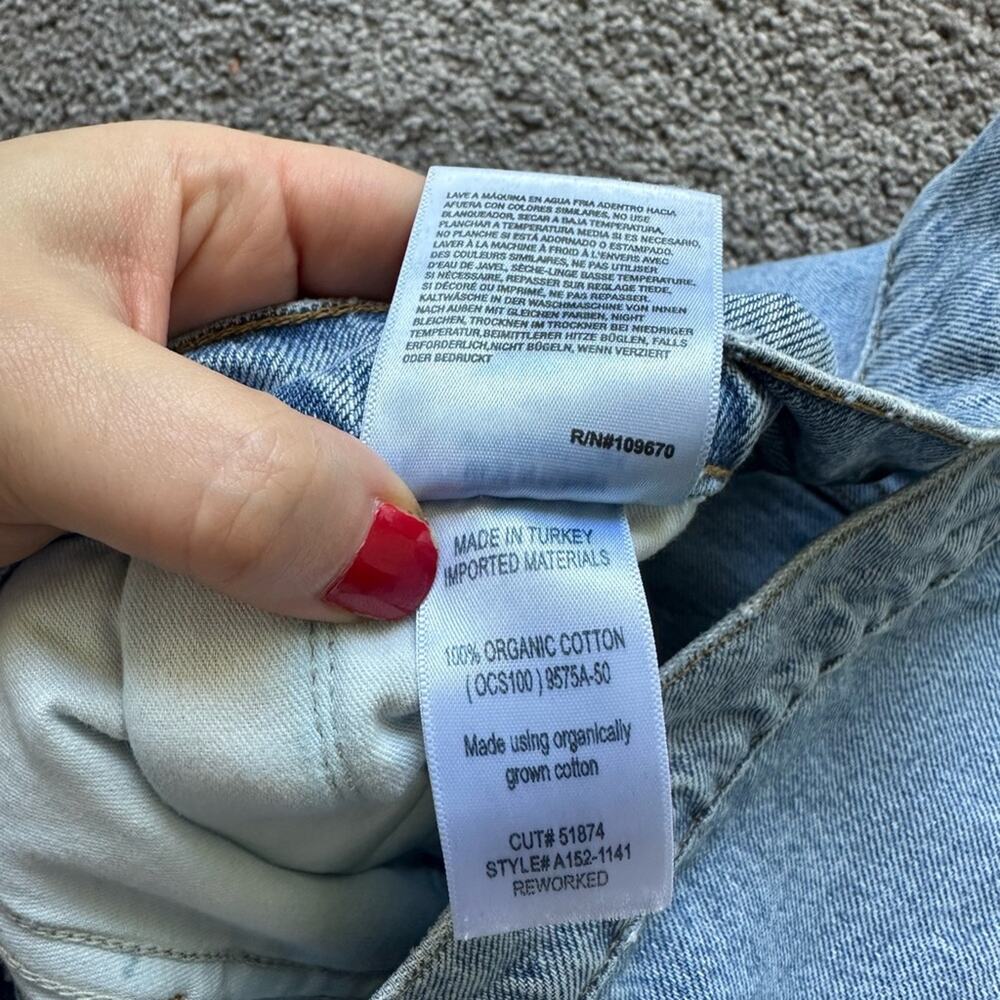 LAVE A MÁQUINA EN AGUA FRIA ADENTRO HACIA
AFUERA CON COLORES SIMILARES, NO USE
BLANQUEADOR, SECAR A BAJA TEMPERATURA,
PLANCHAR A TEMPERATURA MEDIA SI ES NECESARIO,
NO PLANCHE SI ESTÁ ADORNADO O ESTAMPADO.
LAVER À LA MACHINE À FROID À L'ENVERS AVEC
DES COULEURS SIMILAIRES, NE PAS UTILISER
D'EAU DE JAVEL, SÈCHE-LINGE BASSE TEMPERATURE.
SI NÉCESSAIRE, REPASSER SUR REGLAGE TIEDE.
SI DÉCORÉ OU IMPRIMÉ, NE PAS REPASSER.
KALTWÄSCHE IN DER WASCHMASCHINE VON INNEN
NACH AUßEN MIT GLEICHEN FARBEN, NIGHT
BLEICHEN, TROCKNEN IM TROCKNER BEI NIEDRIGER
TEMPERATUR,BEIMITTLERER HITZE BÜGLEN, FALLS
ERFORDERLICH,NICHT BÜGELN, WENN VERZIERT
ODER BEDRUCKT
R/N#109670
MADE IN TURKEY
IMPORTED MATERIALS
100% ORGANIC COTTON
( OCS100 ) 9575A-50
Made using organically
grown cotton
CUT# 51874
STYLE# A152-1141
REWORKED